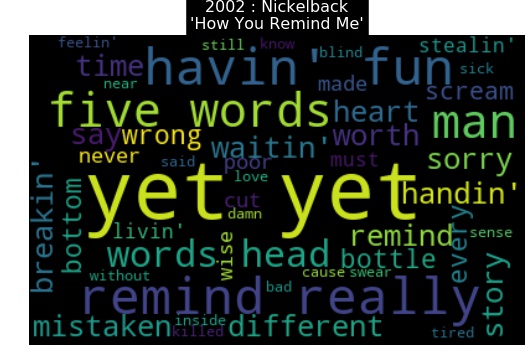 2002 : Nickelback
'How You Remind Me'
feelin' still know stealin'
time havin' blind fun sick
near made scream
five words heart man
say wrong waitin' worth
never said poor must sorry
yet yet love handin'
breakin' bottom cut damn
livin' remind every sense
words head bottle story
wise without cause swear
remind really bad
mistaken inside different tired
killed